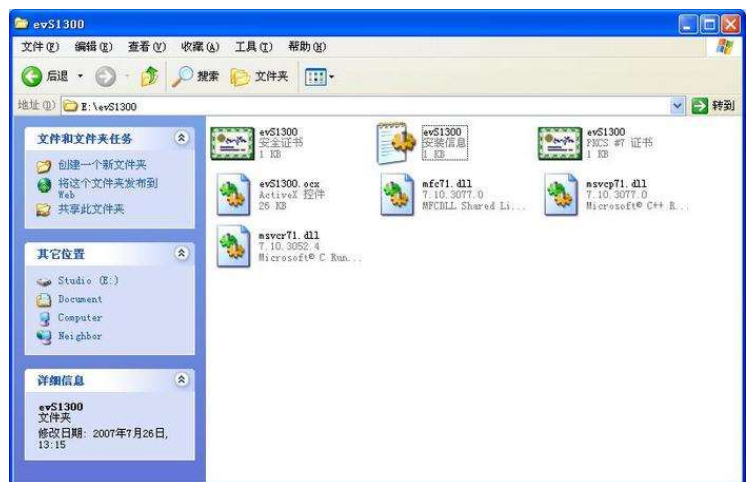 evS1300
文件(F) 编辑(E) 查看(V) 收藏(A) 工具(T) 帮助(H)
后退 搜索 文件夹
地址(D) E:\evS1300 转到
文件和文件夹任务
创建一个新文件夹
将这个文件夹发布到
Web
共享此文件夹
其它位置
Studio (E:)
Document
Computer
Neighbor
详细信息
evS1300
文件夹
修改日期: 2007年7月26日,
13:15
evS1300
安全证书
1 KB
evS1300
安装信息
1 KB
evS1300
PKCS #7 证书
1 KB
evS1300.ocx
ActiveX 控件
26 KB
mfc71.dll
7.10.3077.0
MFCDLL Shared Li...
msvcp71.dll
7.10.3077.0
Microsoft® C++ R...
msvcr71.dll
7.10.3052.4
Microsoft® C Run...